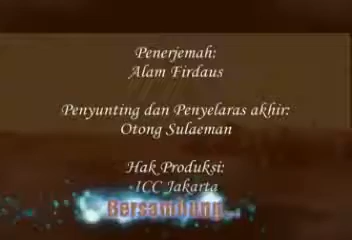 Penerjemah:
Alam Firdaus
Penyunting dan Penyelaras akhir:
Otong Sulaeman
Hak Produksi:
ICC Jakarta
Bersambung...